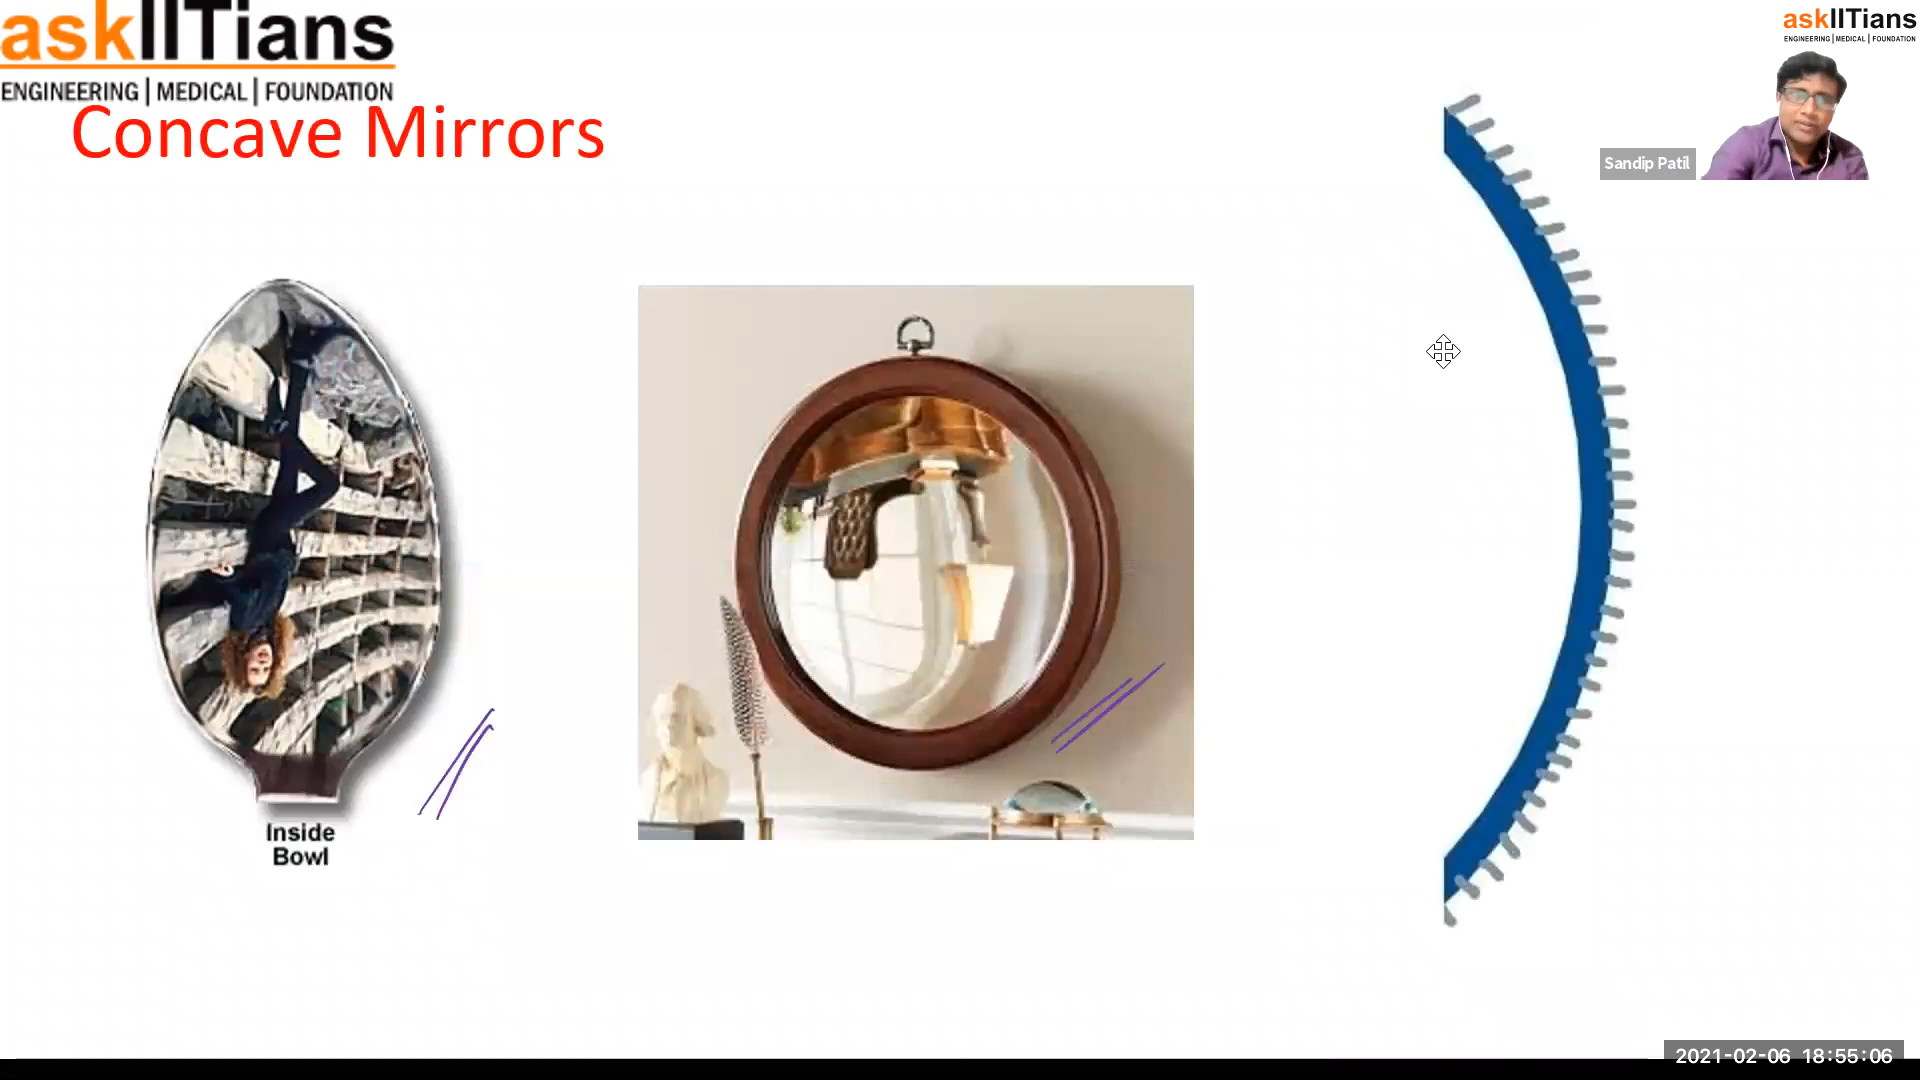 askIITians
ENGINEERING | MEDICAL | FOUNDATION
askIITians
ENGINEERING | MEDICAL | FOUNDATION
Concave Mirrors
Sandip Patil
Inside
Bowl
2021-02-06 18:55:06